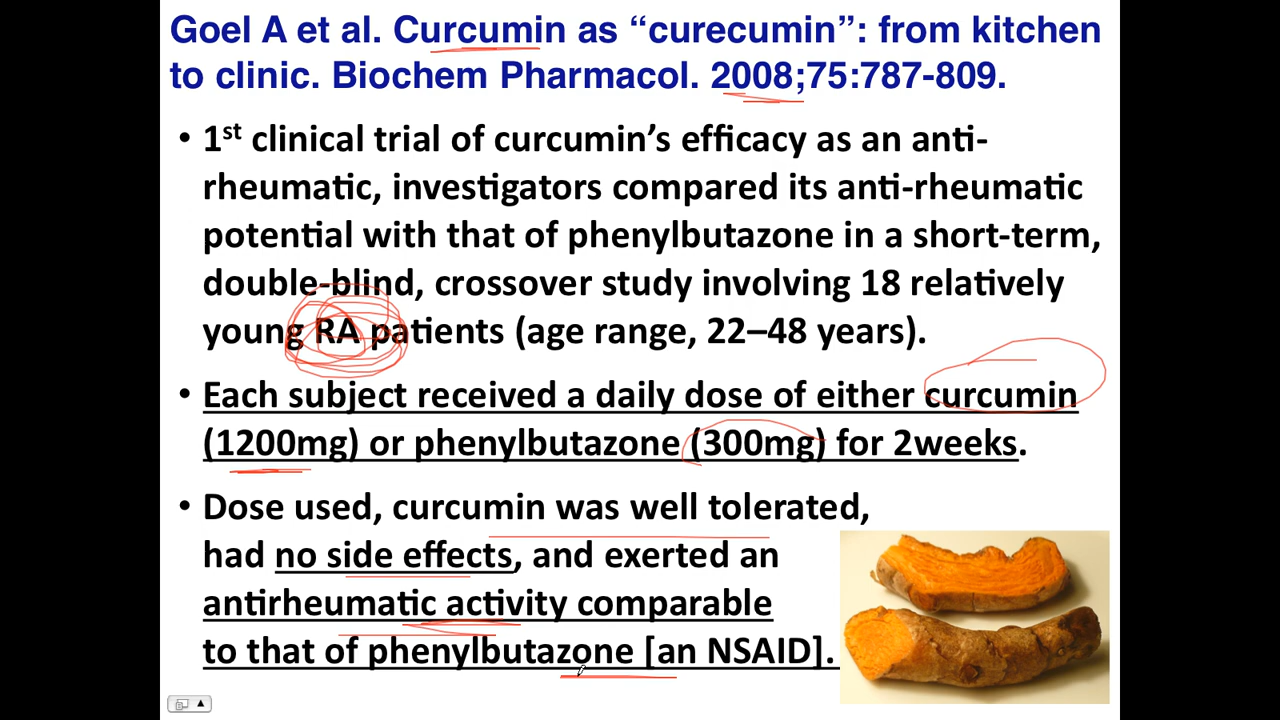 Goel A et al. Curcumin as “curecumin”: from kitchen
to clinic. Biochem Pharmacol. 2008;75:787-809.
• 1st clinical trial of curcumin’s efficacy as an anti-
rheumatic, investigators compared its anti-rheumatic
potential with that of phenylbutazone in a short-term,
double-blind, crossover study involving 18 relatively
young RA patients (age range, 22–48 years).
• Each subject received a daily dose of either curcumin
(1200mg) or phenylbutazone (300mg) for 2weeks.
• Dose used, curcumin was well tolerated,
had no side effects, and exerted an
antirheumatic activity comparable
to that of phenylbutazone [an NSAID].